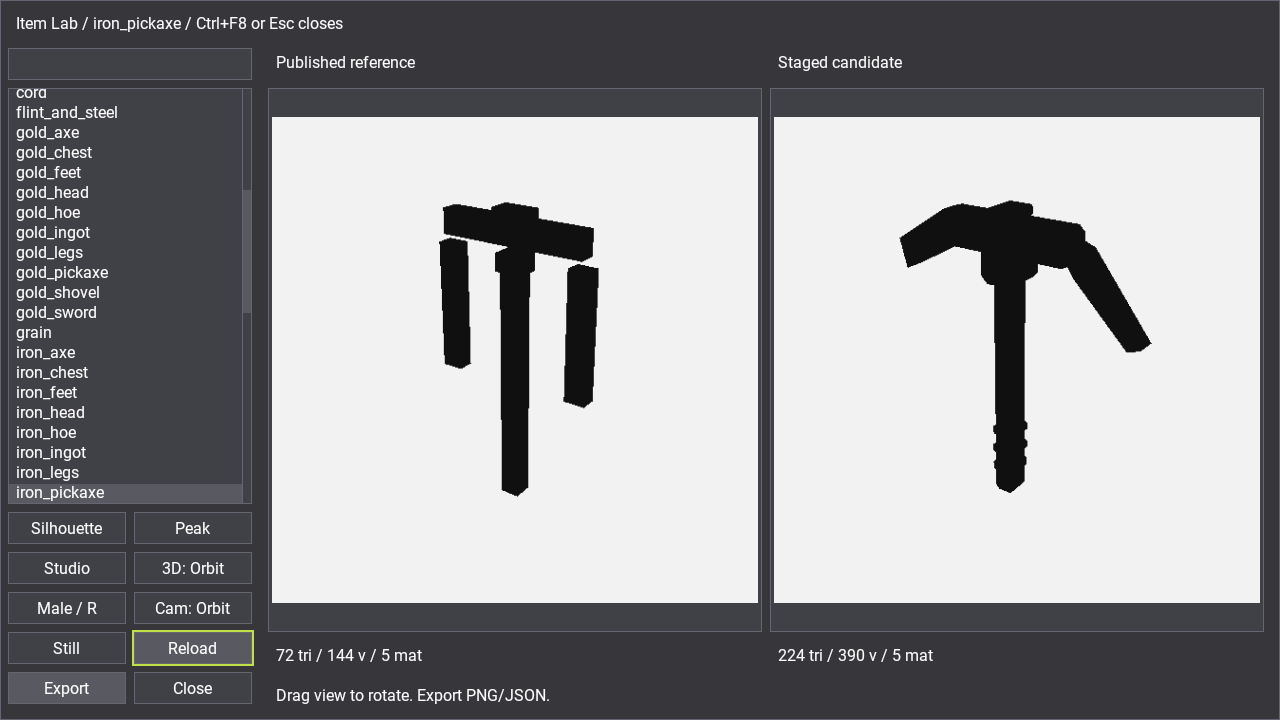 Item Lab / iron_pickaxe / Ctrl+F8 or Esc closes
Published reference
Staged candidate
cord
flint_and_steel
gold_axe
gold_chest
gold_feet
gold_head
gold_hoe
gold_ingot
gold_legs
gold_pickaxe
gold_shovel
gold_sword
grain
iron_axe
iron_chest
iron_feet
iron_head
iron_hoe
iron_ingot
iron_legs
iron_pickaxe
Silhouette
Peak
Studio
3D: Orbit
Male / R
Cam: Orbit
Still
Reload
Export
Close
72 tri / 144 v / 5 mat
224 tri / 390 v / 5 mat
Drag view to rotate. Export PNG/JSON.